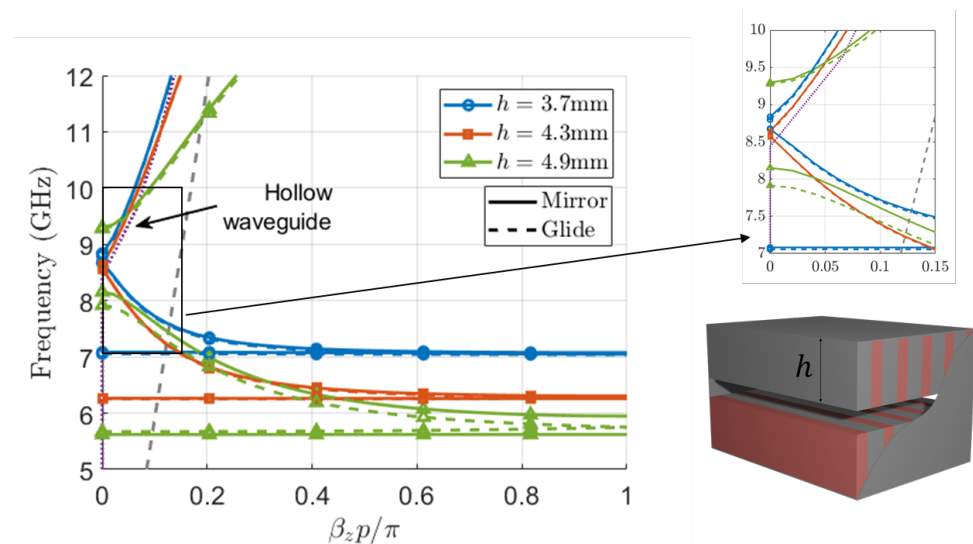 12
11
10
9
8
7
6
5
Frequency (GHz)
0
0.2
0.4
0.6
0.8
1
β_z p/π
h = 3.7mm
h = 4.3mm
h = 4.9mm
Mirror
Glide
Hollow
waveguide
10
9.5
9
8.5
8
7.5
7
0
0.05
0.1
0.15
h